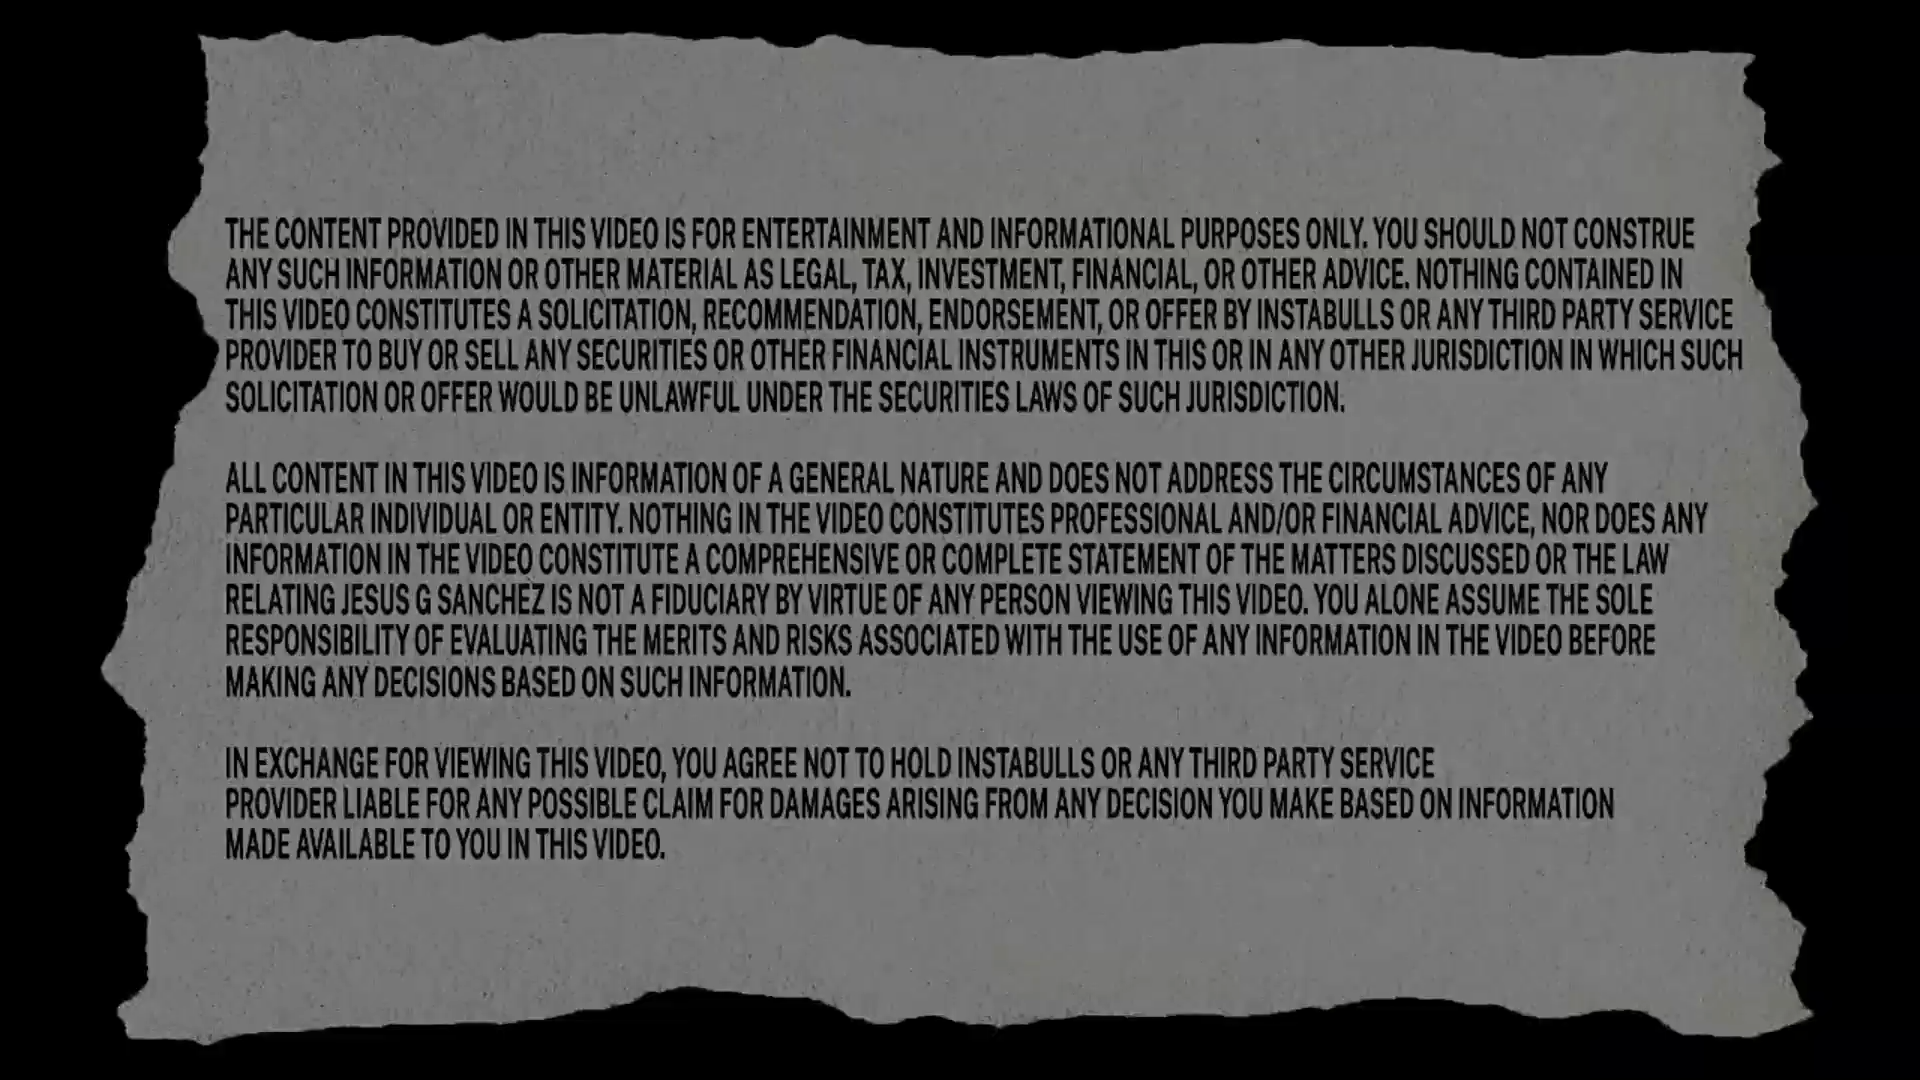 THE CONTENT PROVIDED IN THIS VIDEO IS FOR ENTERTAINMENT AND INFORMATIONAL PURPOSES ONLY. YOU SHOULD NOT CONSTRUE
ANY SUCH INFORMATION OR OTHER MATERIAL AS LEGAL, TAX, INVESTMENT, FINANCIAL, OR OTHER ADVICE. NOTHING CONTAINED IN
THIS VIDEO CONSTITUTES A SOLICITATION, RECOMMENDATION, ENDORSEMENT, OR OFFER BY INSTABULLS OR ANY THIRD PARTY SERVICE
PROVIDER TO BUY OR SELL ANY SECURITIES OR OTHER FINANCIAL INSTRUMENTS IN THIS OR IN ANY OTHER JURISDICTION IN WHICH SUCH
SOLICITATION OR OFFER WOULD BE UNLAWFUL UNDER THE SECURITIES LAWS OF SUCH JURISDICTION.
ALL CONTENT IN THIS VIDEO IS INFORMATION OF A GENERAL NATURE AND DOES NOT ADDRESS THE CIRCUMSTANCES OF ANY
PARTICULAR INDIVIDUAL OR ENTITY. NOTHING IN THE VIDEO CONSTITUTES PROFESSIONAL AND/OR FINANCIAL ADVICE, NOR DOES ANY
INFORMATION IN THE VIDEO CONSTITUTE A COMPREHENSIVE OR COMPLETE STATEMENT OF THE MATTERS DISCUSSED OR THE LAW
RELATING JESUS G SANCHEZ IS NOT A FIDUCIARY BY VIRTUE OF ANY PERSON VIEWING THIS VIDEO. YOU ALONE ASSUME THE SOLE
RESPONSIBILITY OF EVALUATING THE MERITS AND RISKS ASSOCIATED WITH THE USE OF ANY INFORMATION IN THE VIDEO BEFORE
MAKING ANY DECISIONS BASED ON SUCH INFORMATION.
IN EXCHANGE FOR VIEWING THIS VIDEO, YOU AGREE NOT TO HOLD INSTABULLS OR ANY THIRD PARTY SERVICE
PROVIDER LIABLE FOR ANY POSSIBLE CLAIM FOR DAMAGES ARISING FROM ANY DECISION YOU MAKE BASED ON INFORMATION
MADE AVAILABLE TO YOU IN THIS VIDEO.